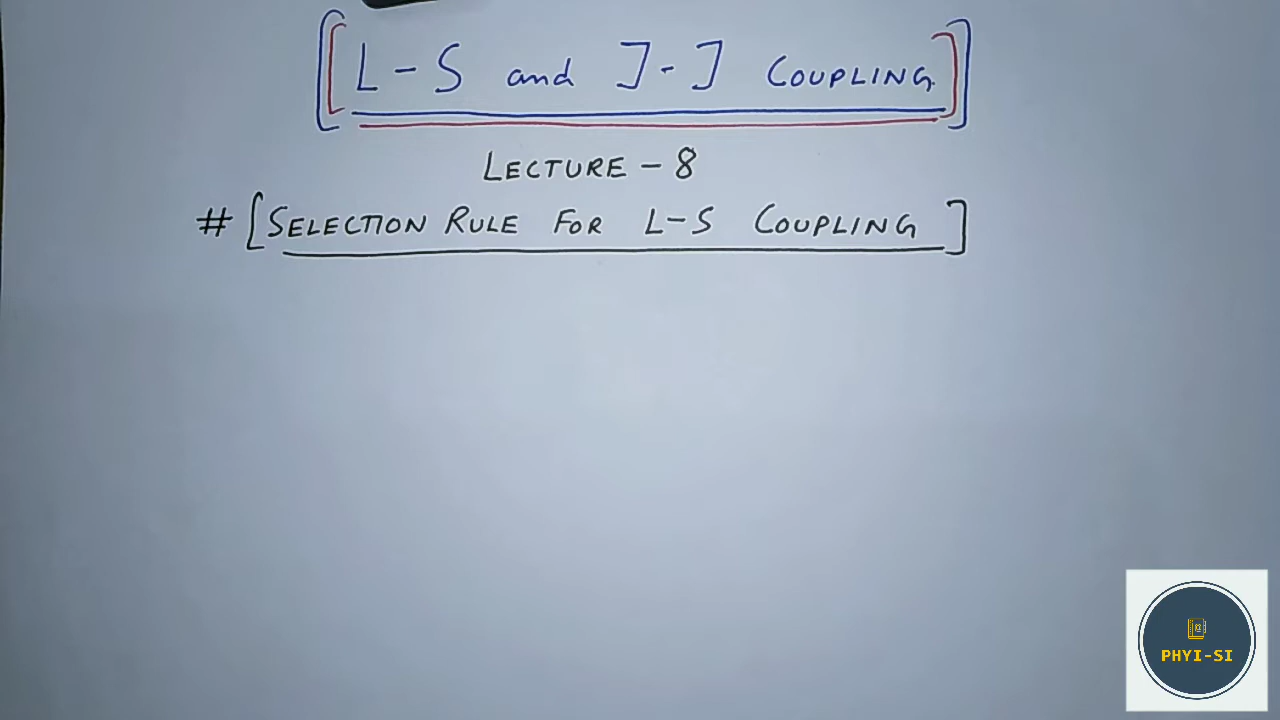 [[L-S and J-J COUPLING]]
LECTURE - 8
# [SELECTION RULE FOR L-S COUPLING]
PHYI-SI